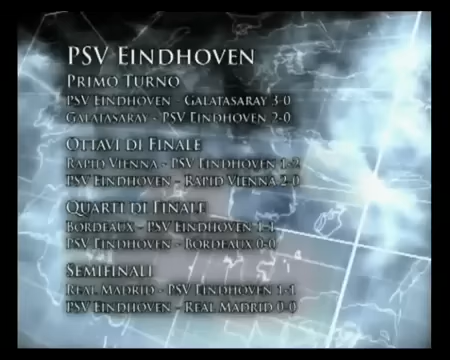 PSV Eindhoven
Primo Turno
PSV Eindhoven - Galatasaray 3-0
Galatasaray - PSV Eindhoven 2-0
Ottavi di Finale
Rapid Vienna - PSV Eindhoven 1-2
PSV Eindhoven - Rapid Vienna 2-0
Quarti di Finale
Bordeaux - PSV Eindhoven 1-1
PSV Eindhoven - Bordeaux 0-0
Semifinali
Real Madrid - PSV Eindhoven 1-1
PSV Eindhoven - Real Madrid 0-0